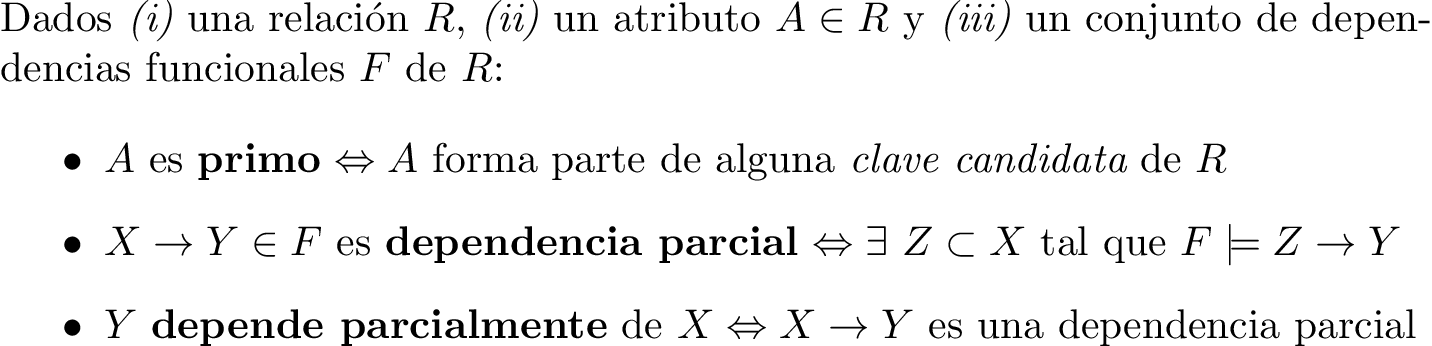 Dados (i) una relación R, (ii) un atributo A ∈ R y (iii) un conjunto de depen-
dencias funcionales F de R:
• A es primo ⇔ A forma parte de alguna clave candidata de R
• X → Y ∈ F es dependencia parcial ⇔ ∃ Z ⊂ X tal que F ⊨ Z → Y
• Y depende parcialmente de X ⇔ X → Y es una dependencia parcial